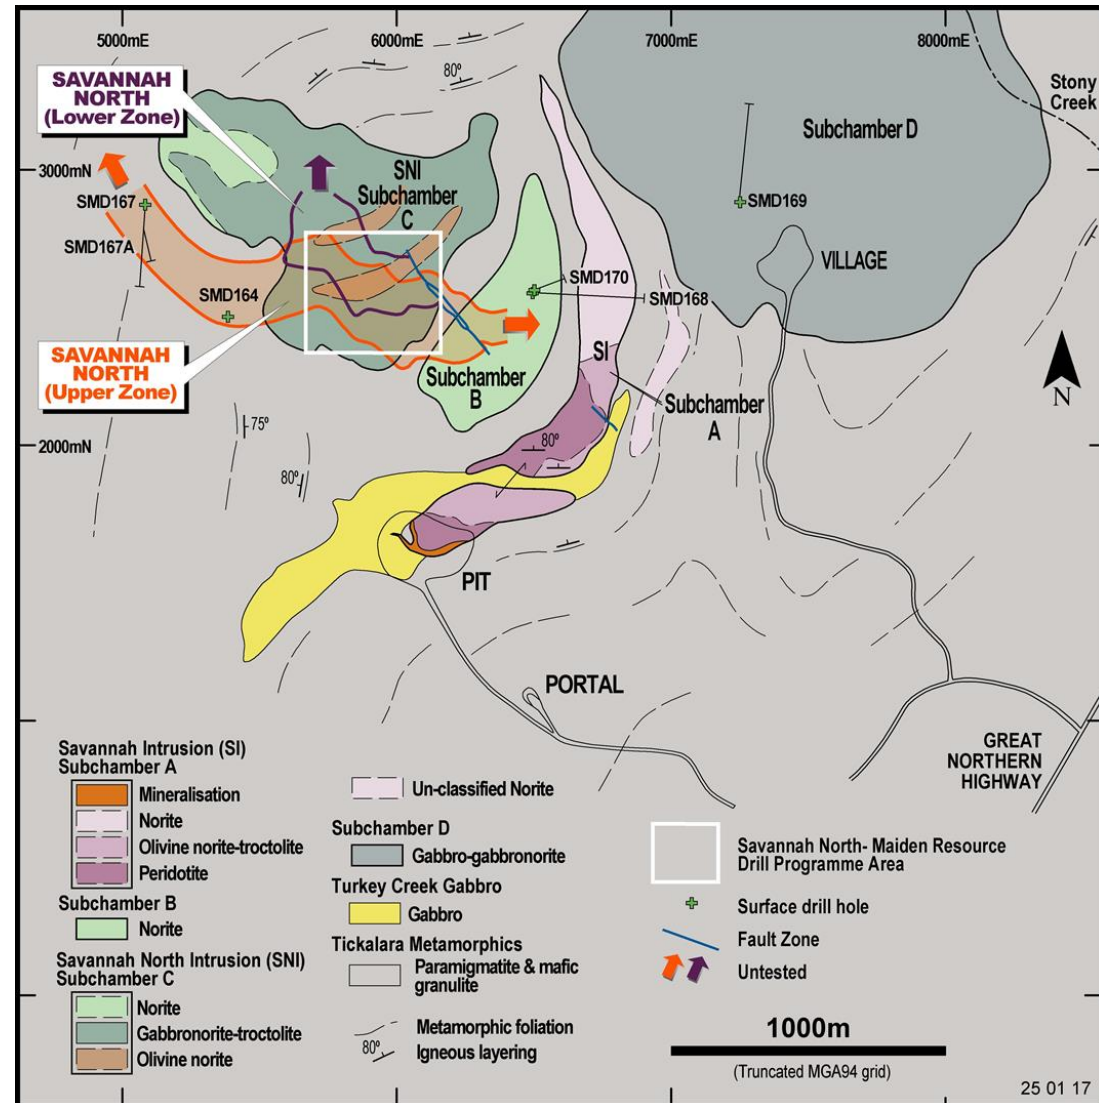 5000mE
6000mE
7000mE
8000mE
SAVANNAH
NORTH
(Lower Zone)
80º
Stony
Creek
Subchamber D
3000mN
SNI
Subchamber
C
SMD167
SMD169
SMD167A
VILLAGE
SMD170
SMD164
SMD168
SAVANNAH
NORTH
(Upper Zone)
SI
Subchamber
B
Subchamber
A
N
75º
2000mN
80º
80º
PIT
PORTAL
GREAT
NORTHERN
HIGHWAY
Savannah Intrusion (SI)
Subchamber A
Mineralisation
Norite
Olivine norite-troctolite
Peridotite
Subchamber B
Norite
Savannah North Intrusion (SNI)
Subchamber C
Norite
Gabbronorite-troctolite
Olivine norite
Un-classified Norite
Subchamber D
Gabbro-gabbronorite
Turkey Creek Gabbro
Gabbro
Tickalara Metamorphics
Paramigmatite & mafic
granulite
Metamorphic foliation
80º
Igneous layering
Savannah North- Maiden Resource
Drill Programme Area
Surface drill hole
Fault Zone
Untested
1000m
(Truncated MGA94 grid)
25 01 17